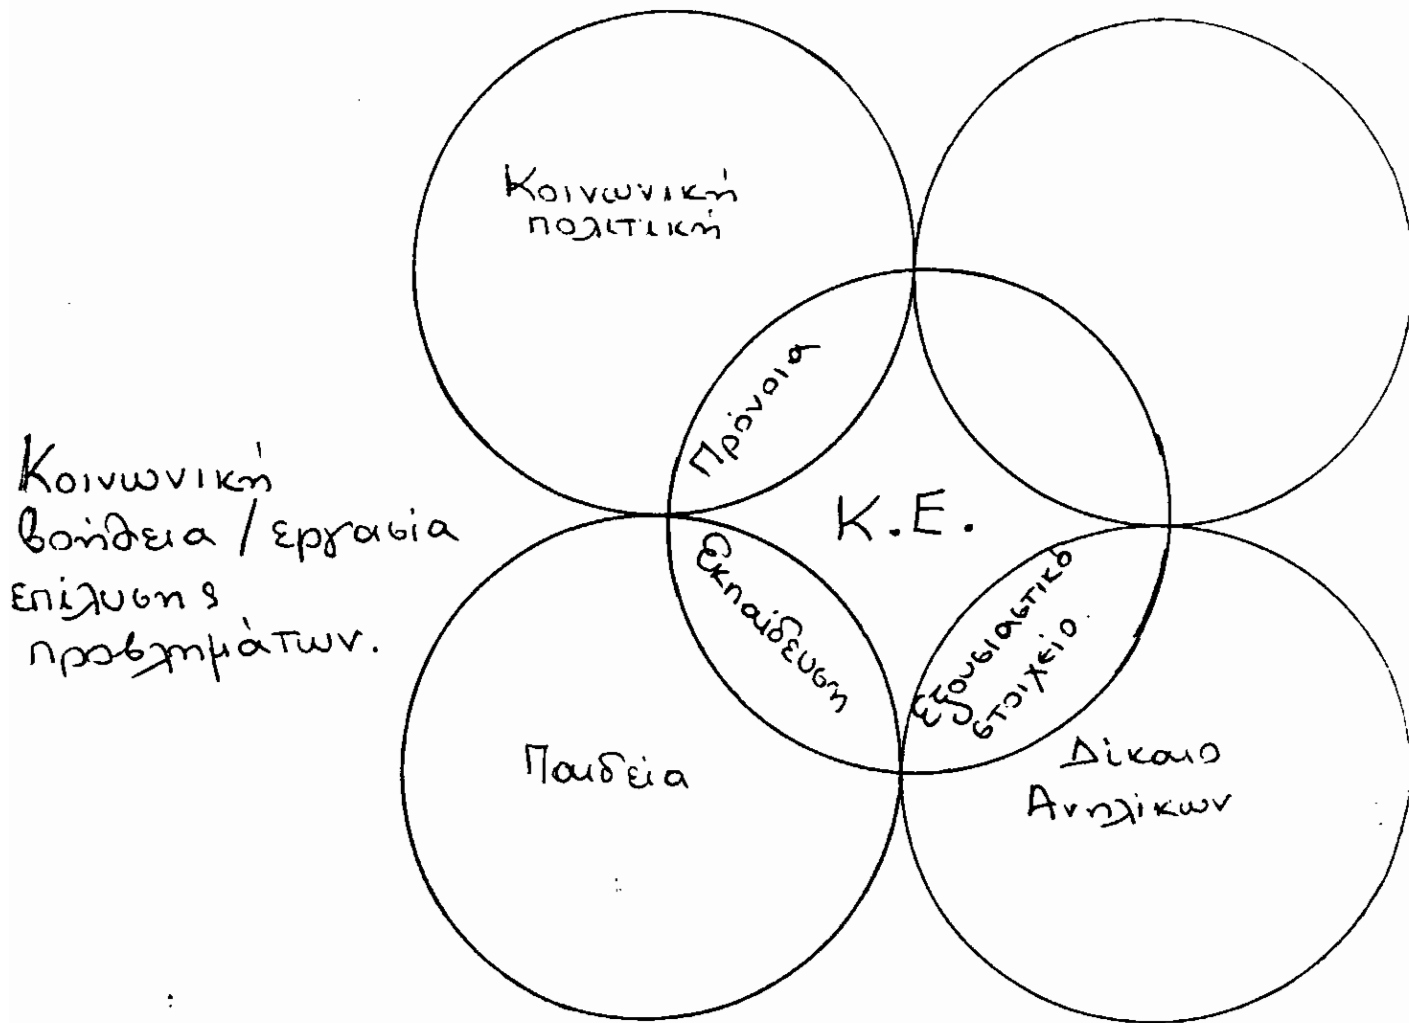 Κοινωνική
πολιτική
Πρόνοια
Κοινωνική
βοήθεια / εργασία
επίλυσης
προβλημάτων.
Κ.Ε.
Εκπαίδευση
Εξουσιαστικό
στοιχείο
Παιδεία
Δίκαιο
Ανηλίκων